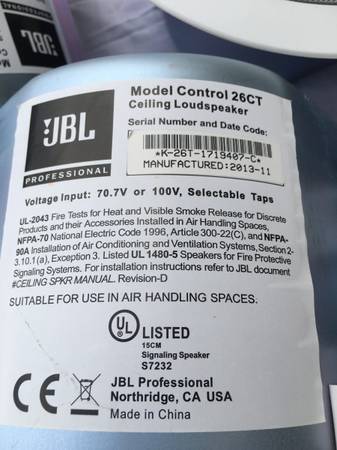 JBL
PROFESSIONAL
Model Control 26CT
Ceiling Loudspeaker
Serial Number and Date Code:
*K-26T-1719407-C*
MANUFACTURED:2013-11
Voltage Input: 70.7V or 100V, Selectable Taps
UL-2043 Fire Tests for Heat and Visible Smoke Release for Discrete
Products and their Accessories Installed in Air Handling Spaces,
NFPA-70 National Electric Code 1996, Article 300-22(C), and NFPA-
90A Installation of Air Conditioning and Ventilation Systems, Section 2-
3.10.1(a), Exception 3. Listed UL 1480-5 Speakers for Fire Protective
Signaling Systems. For installation instructions refer to JBL document
#CEILING SPKR MANUAL. Revision-D
SUITABLE FOR USE IN AIR HANDLING SPACES.
UL LISTED
15CM
Signaling Speaker
S7232
CE
JBL Professional
Northridge, CA USA
Made in China